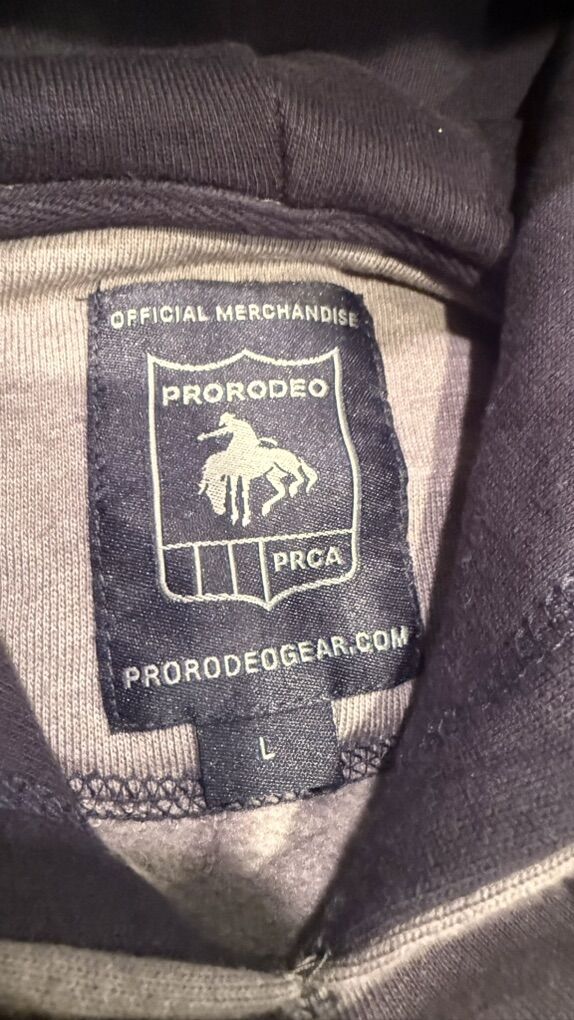 OFFICIAL MERCHANDISE
PRORODEO
PRCA
PRORODEOGEAR.COM
L